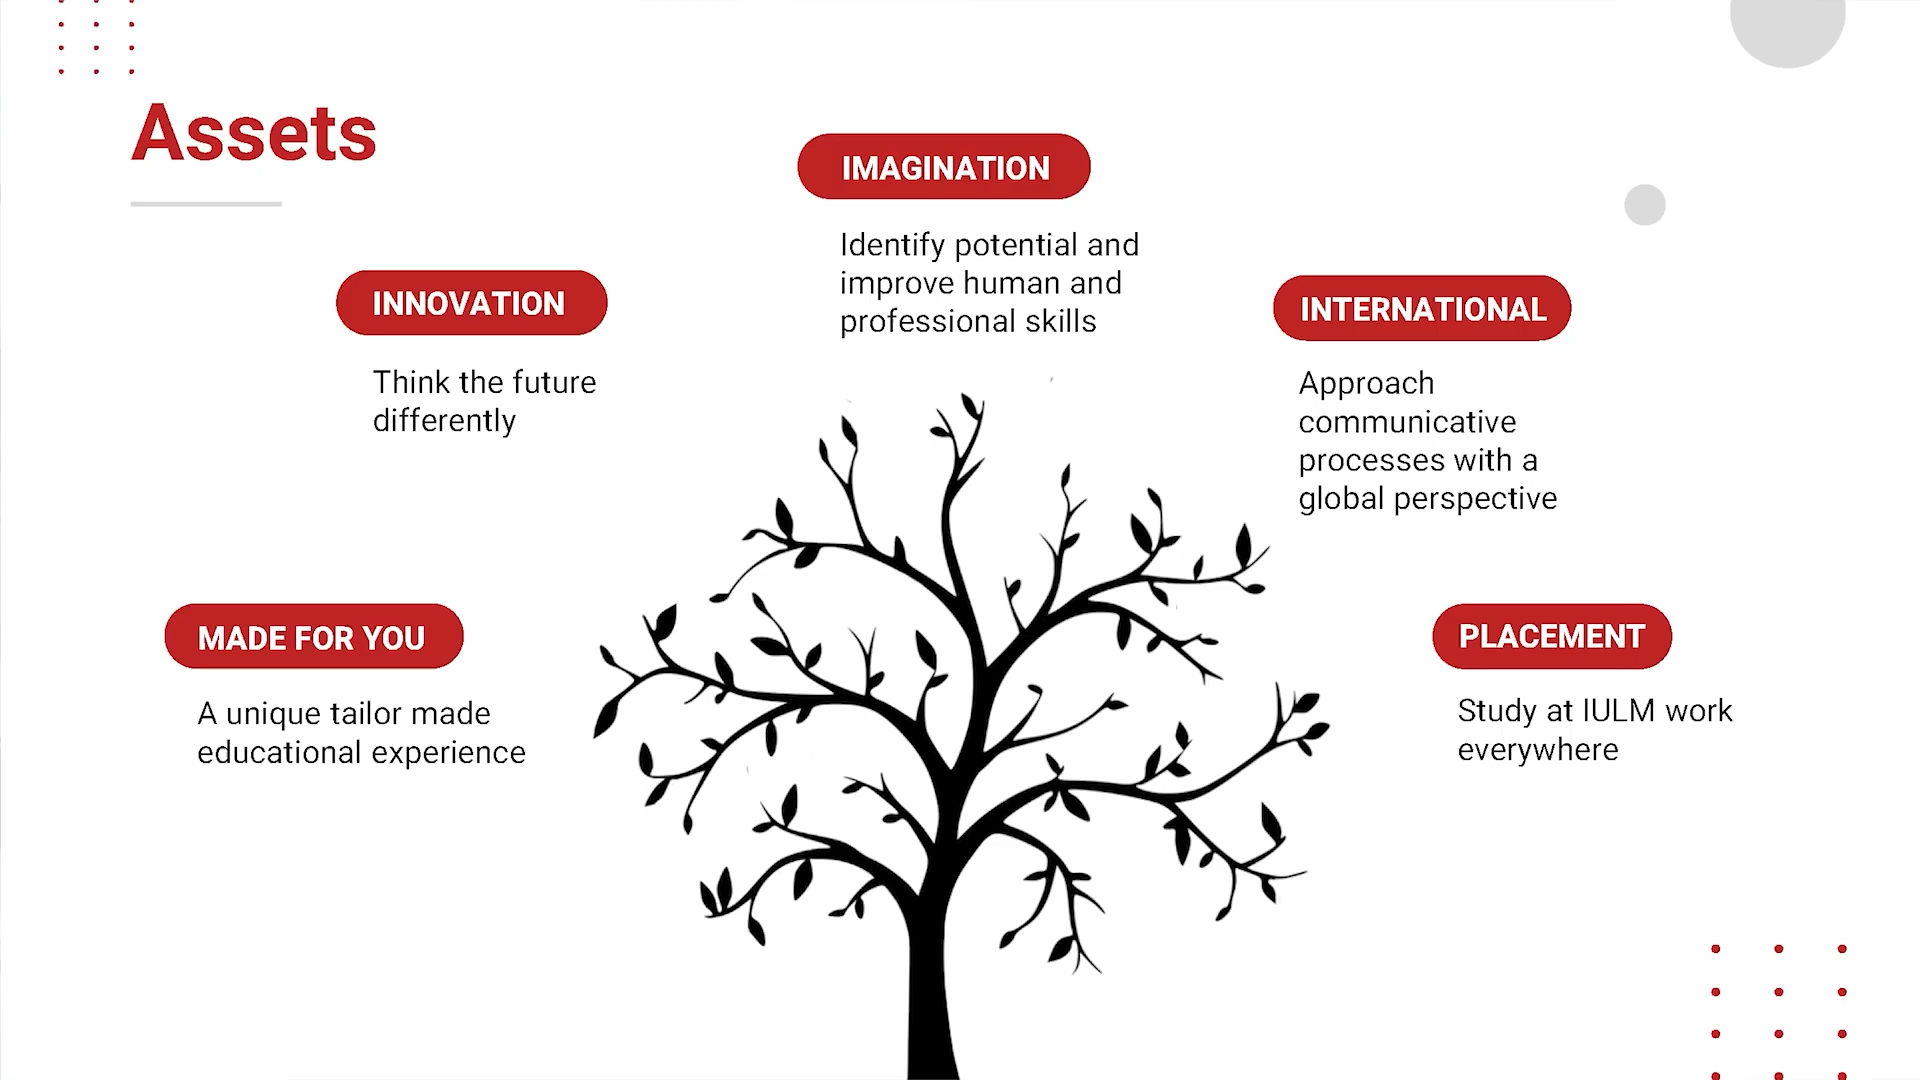 Assets
IMAGINATION
Identify potential and
improve human and
professional skills
INNOVATION
Think the future
differently
INTERNATIONAL
Approach
communicative
processes with a
global perspective
MADE FOR YOU
A unique tailor made
educational experience
PLACEMENT
Study at IULM work
everywhere